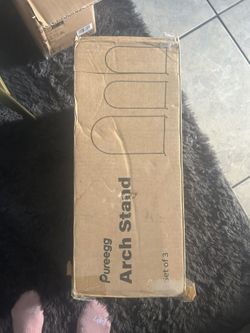 Pureegg
Arch Stand
Set of 3